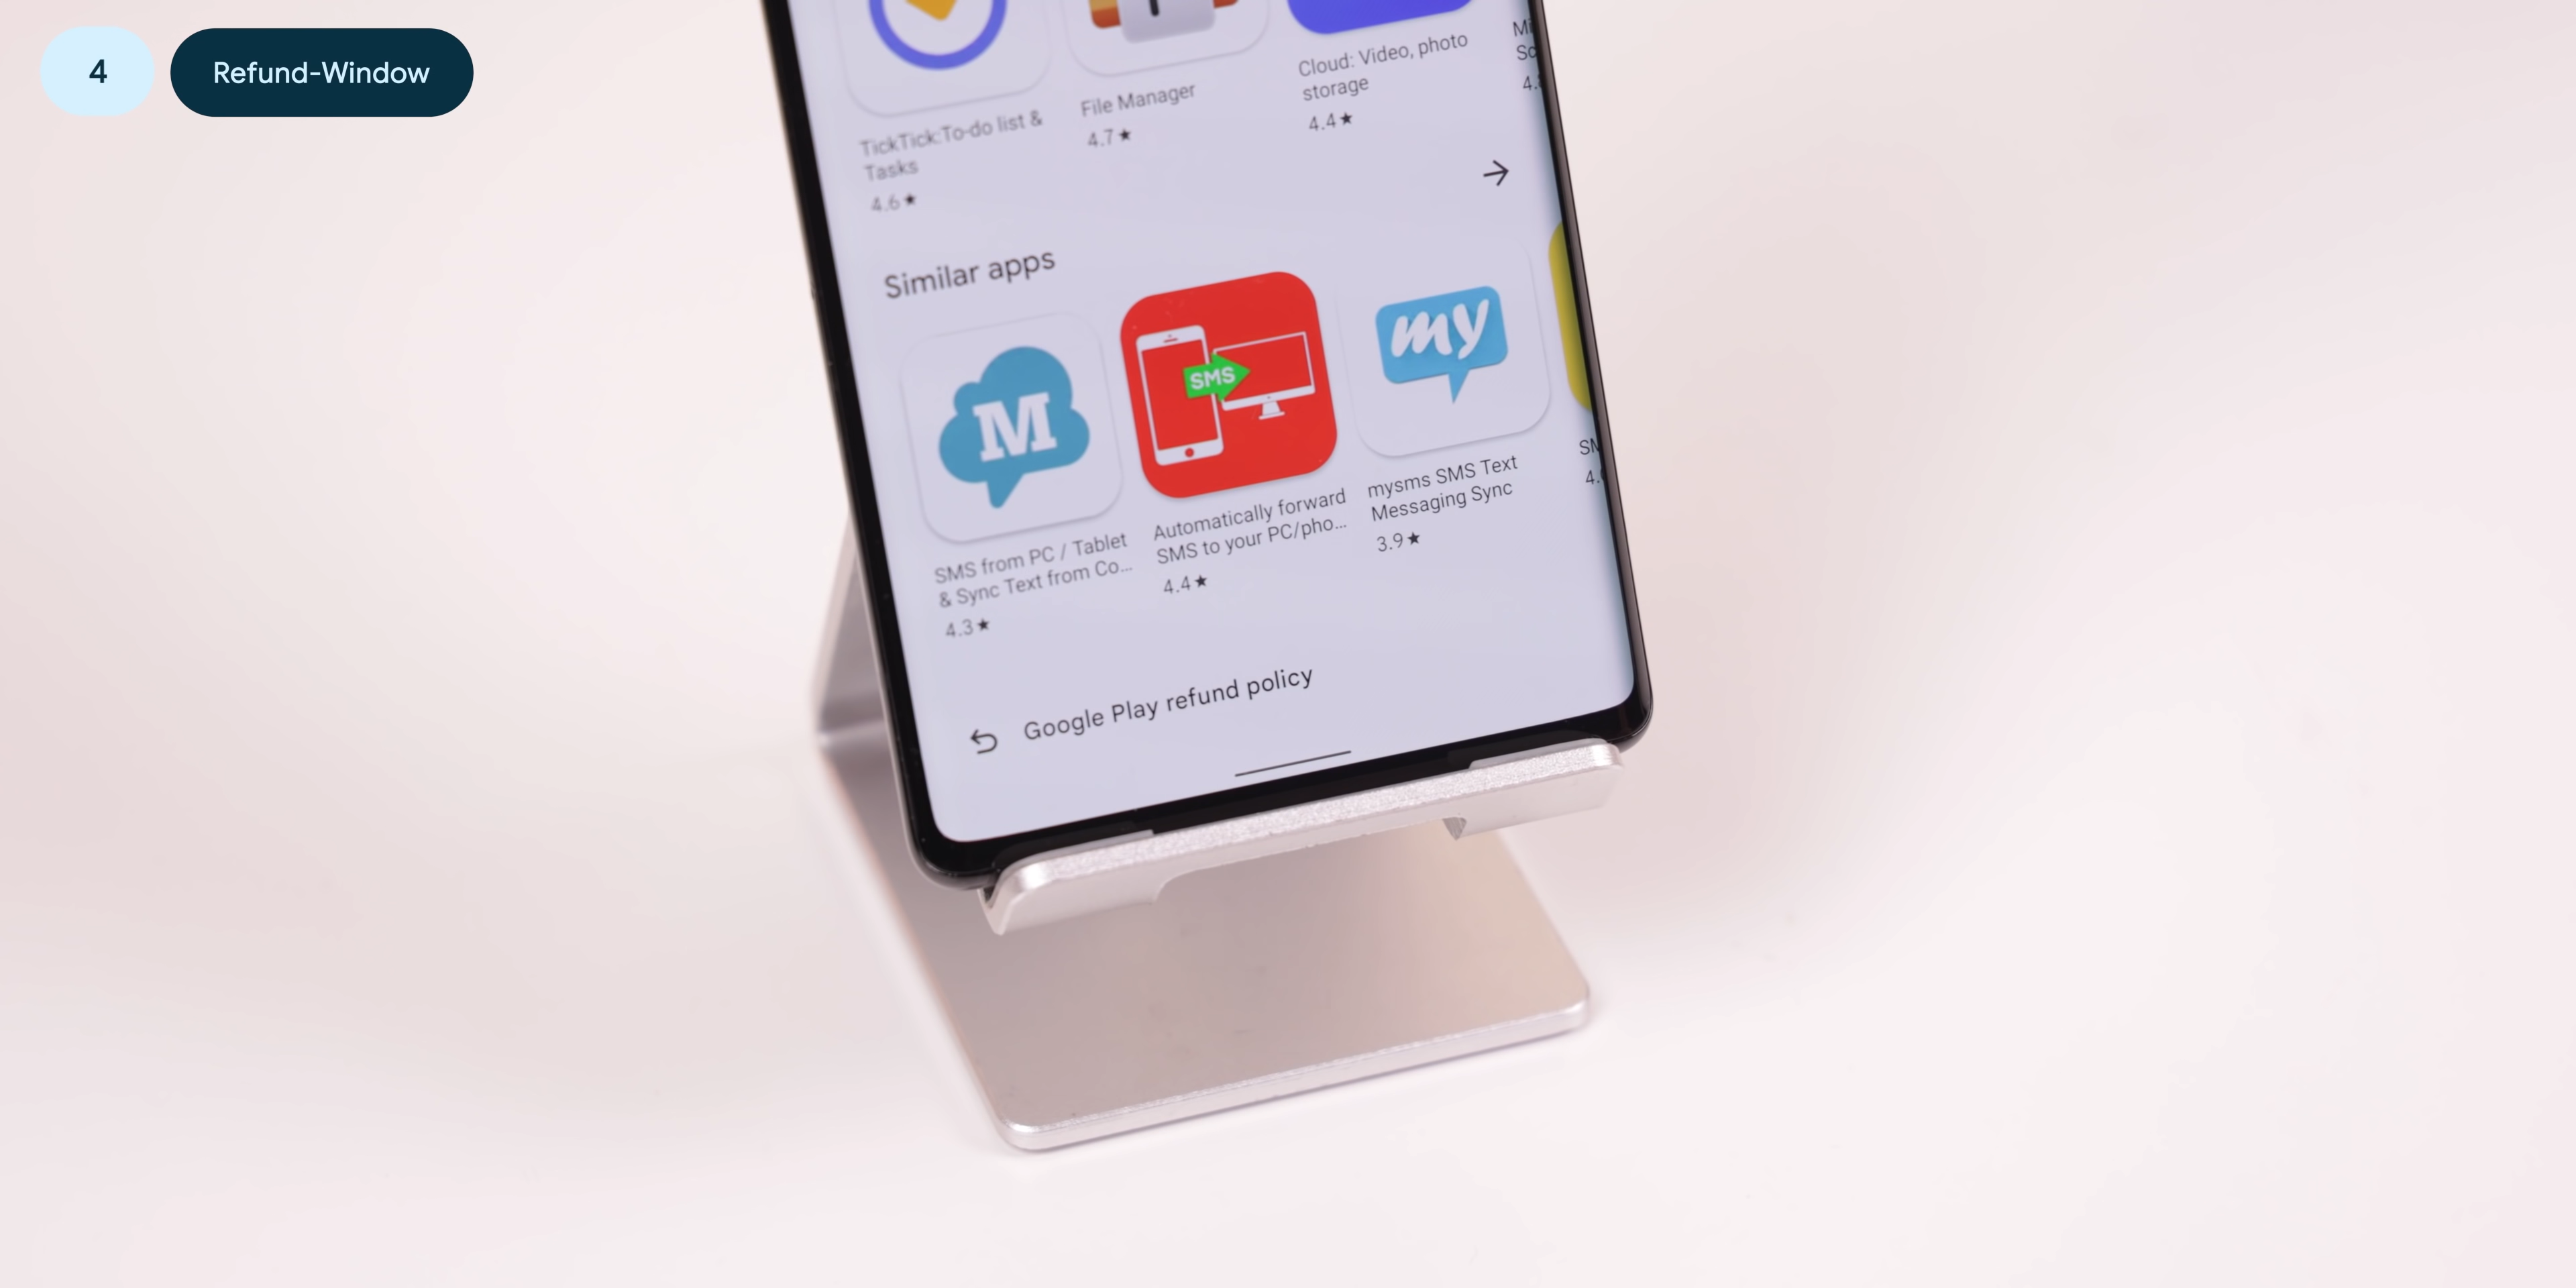 4
Refund-Window
TickTick:To-do list &
Tasks
4.6★
File Manager
4.7★
Cloud: Video, photo
storage
4.4★
Similar apps
M
SMS from PC / Tablet
& Sync Text from Co...
4.3★
SMS
Automatically forward
SMS to your PC/pho...
4.4★
my
mysms SMS Text
Messaging Sync
3.9★
Google Play refund policy